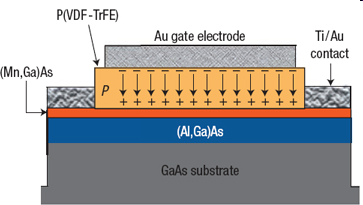 P(VDF-TrFE)
Au gate electrode
Ti/Au
contact
(Mn,Ga)As
– – – – – – – – – – – – –
P
+ + + + + + + + + + + + +
(Al,Ga)As
GaAs substrate